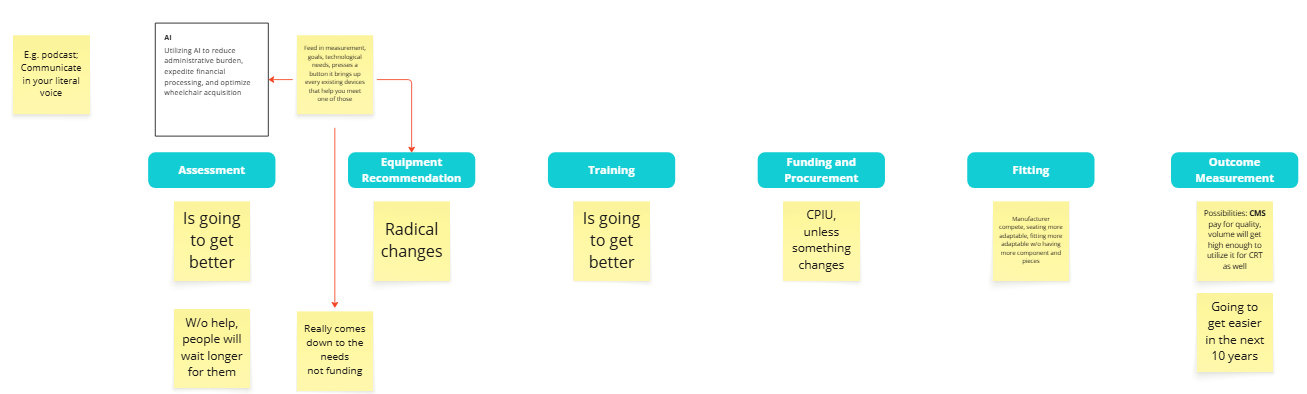 E.g. podcast;
Communicate
in your literal
voice
AI
Utilizing AI to reduce
administrative burden,
expedite financial
processing, and optimize
wheelchair acquisition
Feed in measurement,
goals, technological
needs, presses a
button it brings up
every existing devices
that help you meet
one of those
Assessment
Equipment
Recommendation
Training
Funding and
Procurement
Fitting
Outcome
Measurement
Is going
to get
better
Radical
changes
Is going
to get
better
CPIU,
unless
something
changes
Manufacturer
compete, seating more
adaptable, fitting more
adaptable w/o having
more component and
pieces
Possibilities: CMS
pay for quality,
volume will get
high enough to
utilize it for CRT
as well
W/o help,
people will
wait longer
for them
Really comes
down to the
needs
not funding
Going to
get easier
in the next
10 years